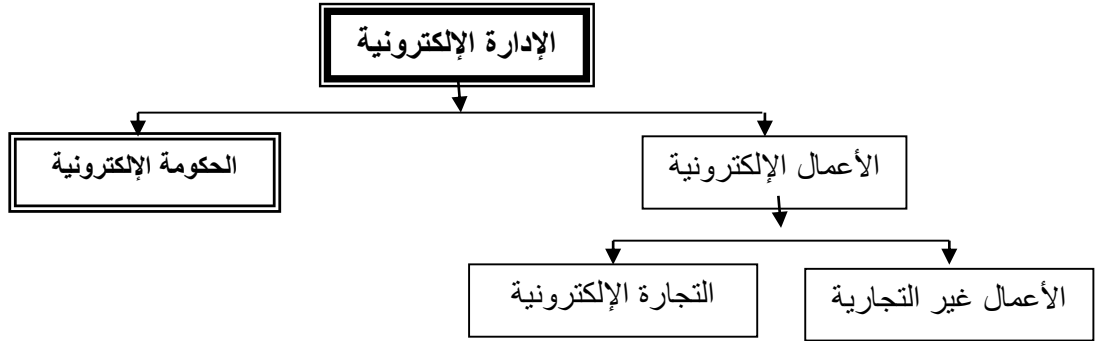 الإدارة الإلكترونية
الأعمال الإلكترونية
الحكومة الإلكترونية
الأعمال غير التجارية
التجارة الإلكترونية